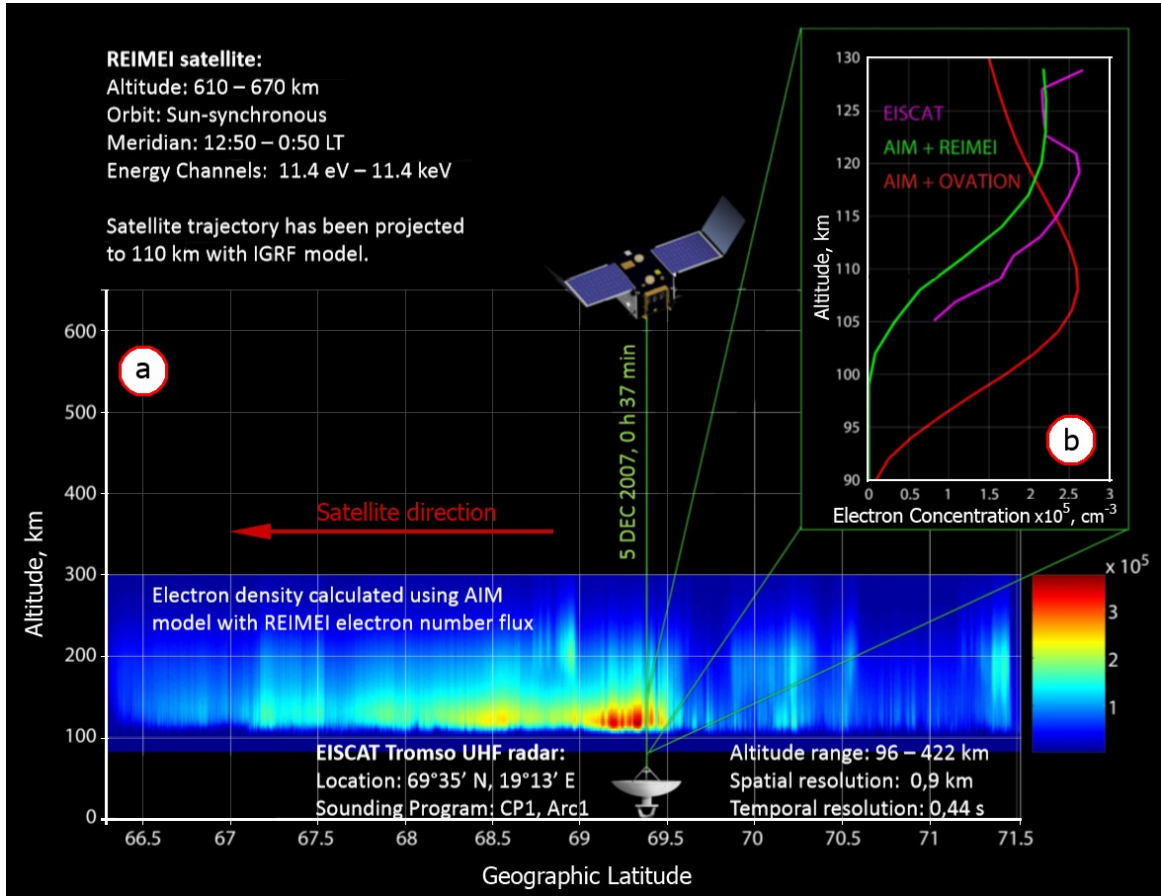 REIMEI satellite:
Altitude: 610 – 670 km
Orbit: Sun-synchronous
Meridian: 12:50 – 0:50 LT
Energy Channels: 11.4 eV – 11.4 keV
Satellite trajectory has been projected
to 110 km with IGRF model.
130
125
120
115
110
105
100
95
90
Altitude, km
EISCAT
AIM + REIMEI
AIM + OVATION
b
0
0.5
1
1.5
2
2.5
3
Electron Concentration x10⁵, cm⁻³
a
600
500
400
300
200
100
0
Altitude, km
5 DEC 2007, 0 h 37 min
Satellite direction
Electron density calculated using AIM
model with REIMEI electron number flux
x 10⁵
3
2
1
EISCAT Tromso UHF radar:
Location: 69°35’ N, 19°13’ E
Sounding Program: CP1, Arc1
Altitude range: 96 – 422 km
Spatial resolution: 0,9 km
Temporal resolution: 0,44 s
66.5
67
67.5
68
68.5
69
69.5
70
70.5
71
71.5
Geographic Latitude